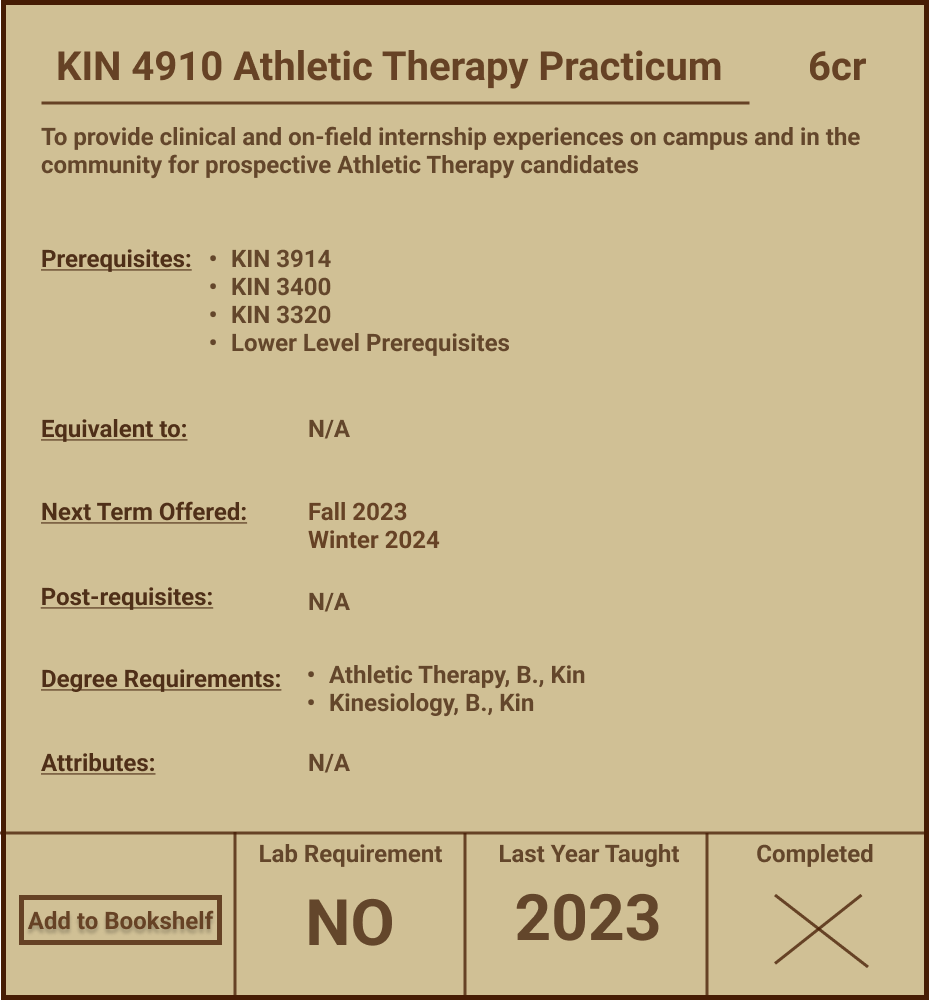 KIN 4910 Athletic Therapy Practicum 6cr
To provide clinical and on-field internship experiences on campus and in the
community for prospective Athletic Therapy candidates
Prerequisites: • KIN 3914
• KIN 3400
• KIN 3320
• Lower Level Prerequisites
Equivalent to: N/A
Next Term Offered: Fall 2023
Winter 2024
Post-requisites: N/A
Degree Requirements: • Athletic Therapy, B., Kin
• Kinesiology, B., Kin
Attributes: N/A
Add to Bookshelf
Lab Requirement
NO
Last Year Taught
2023
Completed